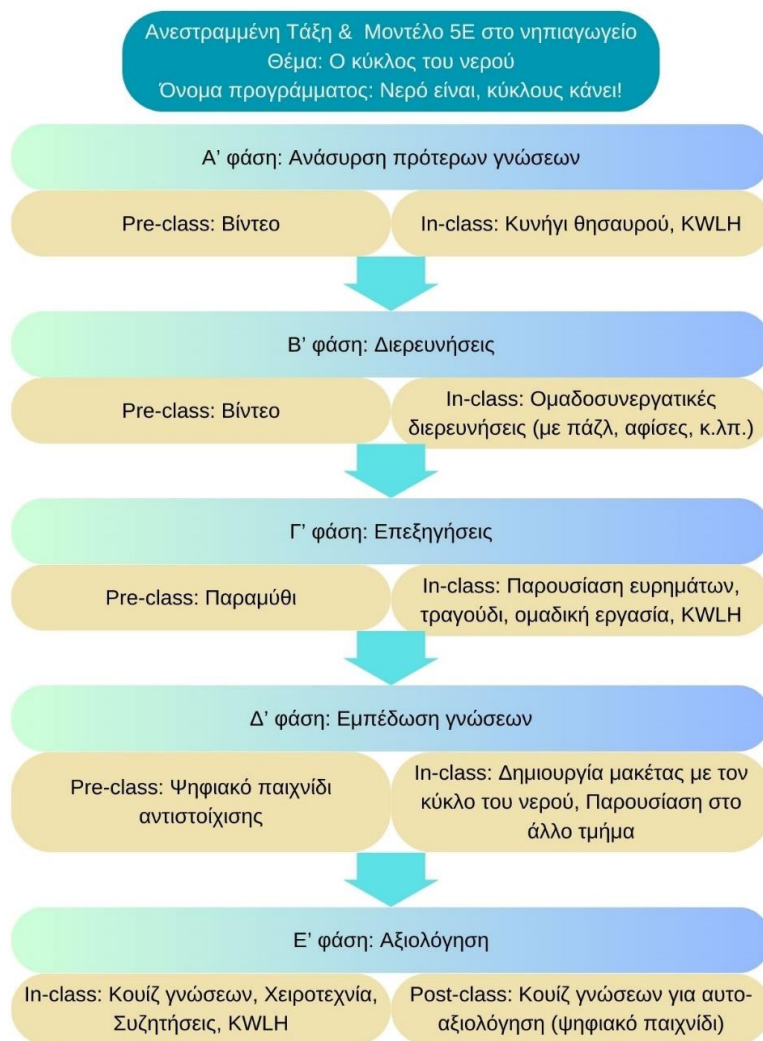 Ανεστραμμένη Τάξη & Μοντέλο 5Ε στο νηπιαγωγείο
Θέμα: Ο κύκλος του νερού
Όνομα προγράμματος: Νερό είναι, κύκλους κάνει!
Α' φάση: Ανάσυρση πρότερων γνώσεων
Pre-class: Βίντεο
In-class: Κυνήγι θησαυρού, KWLH
Β' φάση: Διερευνήσεις
Pre-class: Βίντεο
In-class: Ομαδοσυνεργατικές
διερευνήσεις (με πάζλ, αφίσες, κ.λπ.)
Γ' φάση: Επεξηγήσεις
Pre-class: Παραμύθι
In-class: Παρουσίαση ευρημάτων,
τραγούδι, ομαδική εργασία, KWLH
Δ' φάση: Εμπέδωση γνώσεων
Pre-class: Ψηφιακό παιχνίδι
αντιστοίχισης
In-class: Δημιουργία μακέτας με τον
κύκλο του νερού, Παρουσίαση στο
άλλο τμήμα
Ε' φάση: Αξιολόγηση
In-class: Κουίζ γνώσεων, Χειροτεχνία,
Συζητήσεις, KWLH
Post-class: Κουίζ γνώσεων για αυτο-
αξιολόγηση (ψηφιακό παιχνίδι)